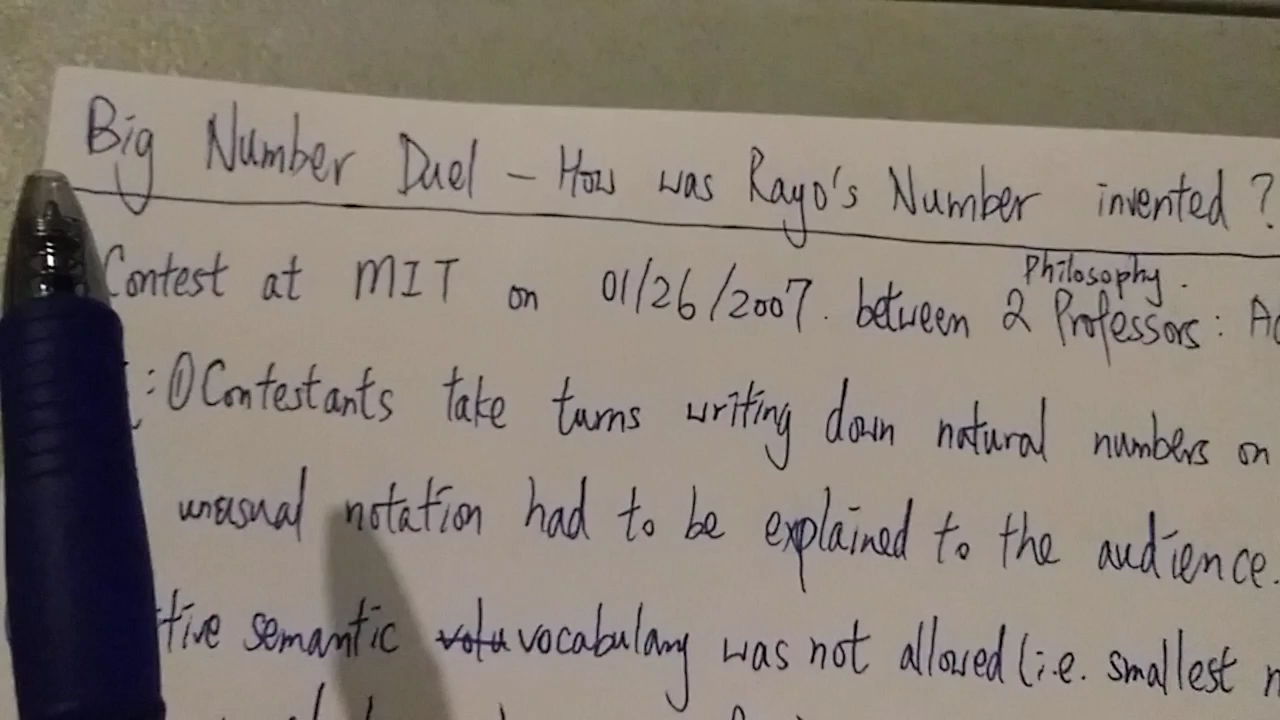 Big Number Duel - How was Rayo's Number invented?
Philosophy.
Contest at MIT on 01/26/2007. between 2 Professors:
: ① Contestants take turns writing down natural numbers on
unusual notation had to be explained to the audience.
tive semantic vocabulary was not allowed (i.e. smallest